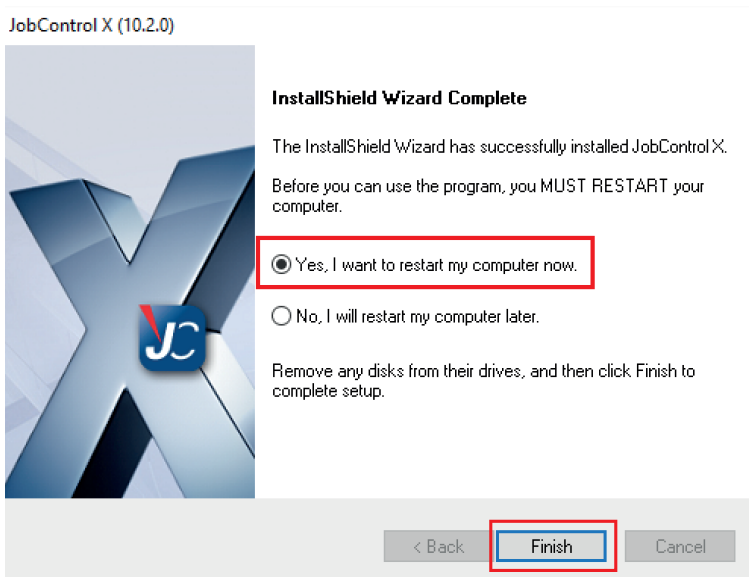 JobControl X (10.2.0)
InstallShield Wizard Complete
The InstallShield Wizard has successfully installed JobControl X.
Before you can use the program, you MUST RESTART your
computer.
Yes, I want to restart my computer now.
No, I will restart my computer later.
Remove any disks from their drives, and then click Finish to
complete setup.
JC
< Back Finish Cancel